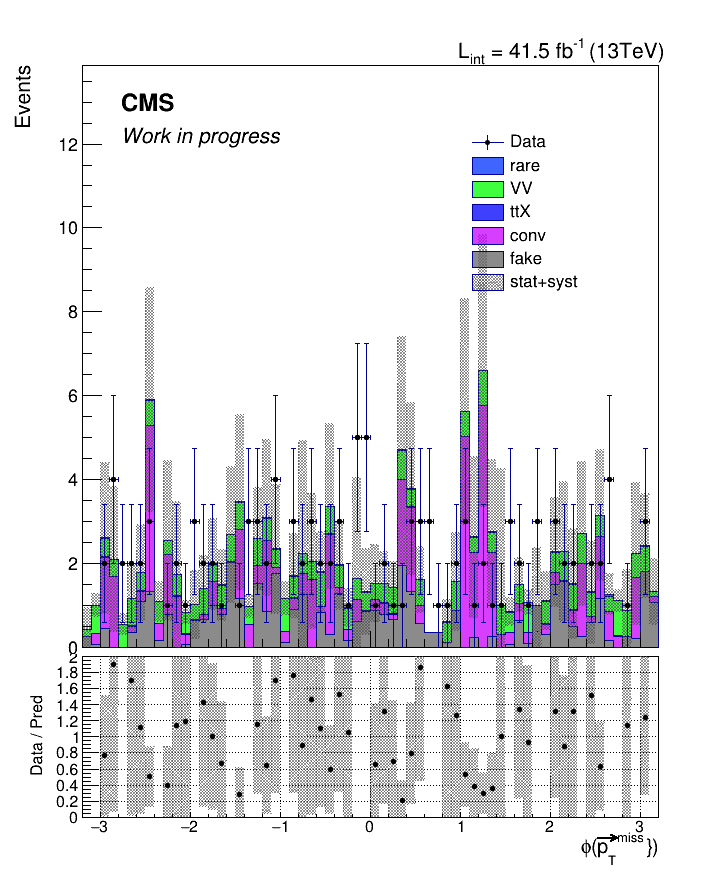 L_int = 41.5 fb^-1 (13TeV)
Events
CMS
Work in progress
Data
rare
VV
ttX
conv
fake
stat+syst
12
10
8
6
4
2
0
Data / Pred
2
1.8
1.6
1.4
1.2
1
0.8
0.6
0.4
0.2
0
−3 −2 −1 0 1 2 3
ϕ(p_T^miss })